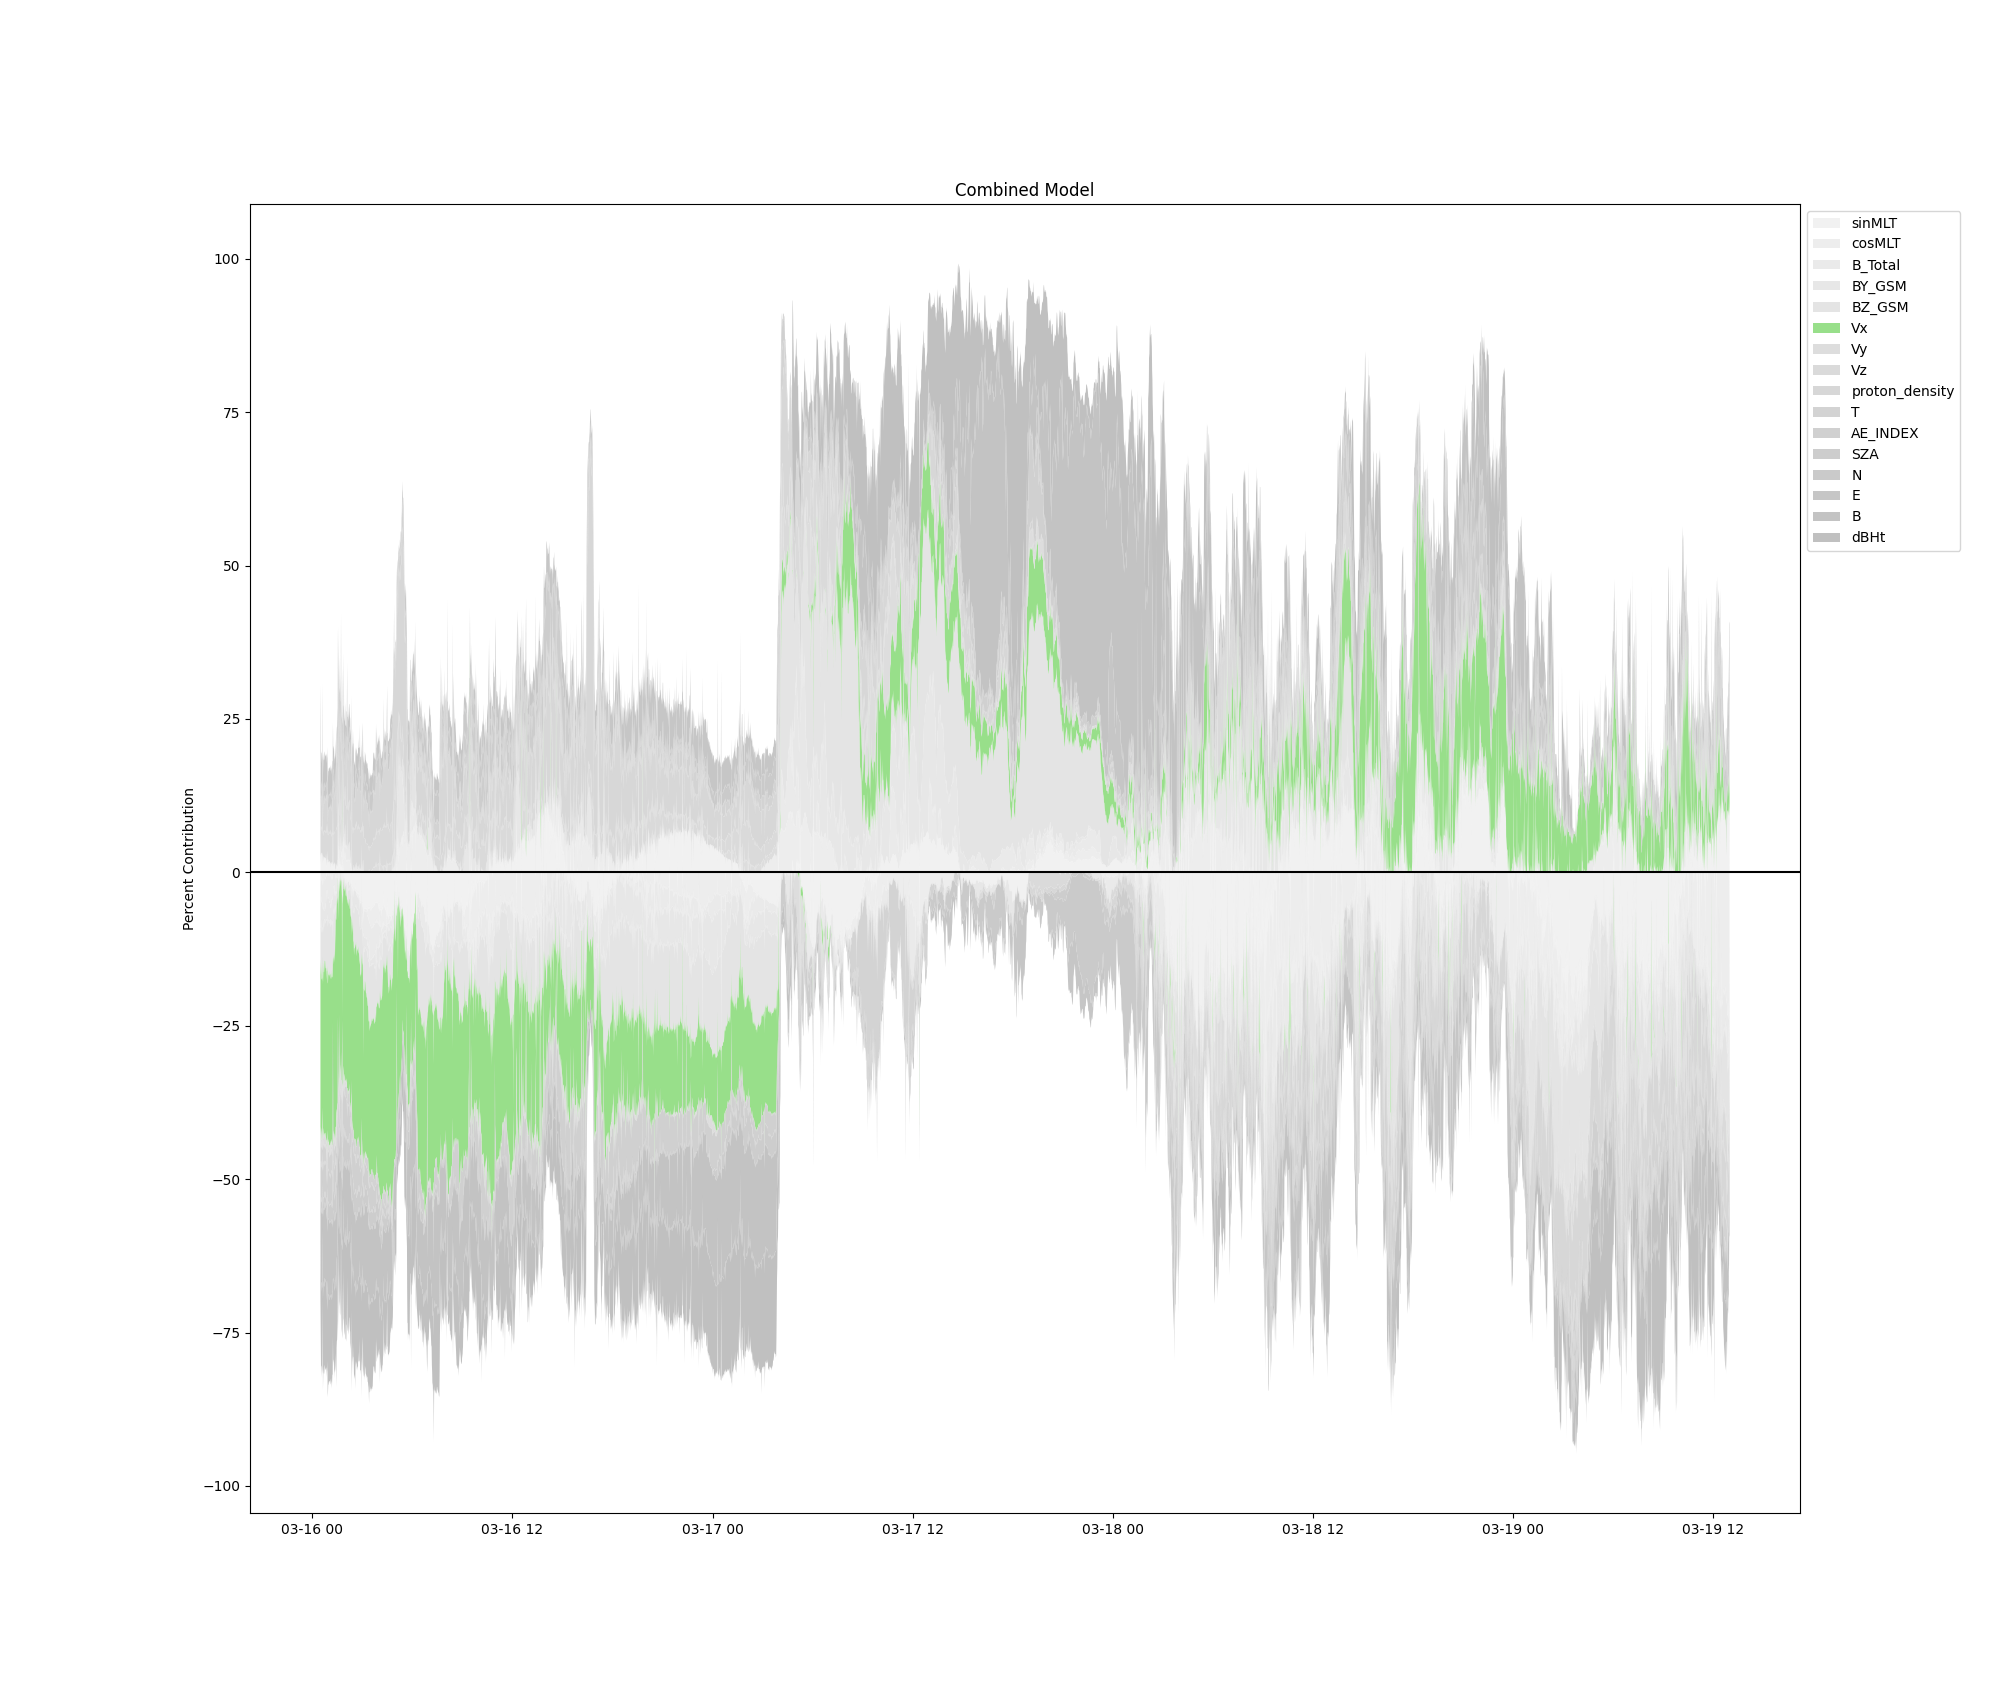 Combined Model
Percent Contribution
100
75
50
25
0
−25
−50
−75
−100
03-16 00
03-16 12
03-17 00
03-17 12
03-18 00
03-18 12
03-19 00
03-19 12
sinMLT
cosMLT
B_Total
BY_GSM
BZ_GSM
Vx
Vy
Vz
proton_density
T
AE_INDEX
SZA
N
E
B
dBHt